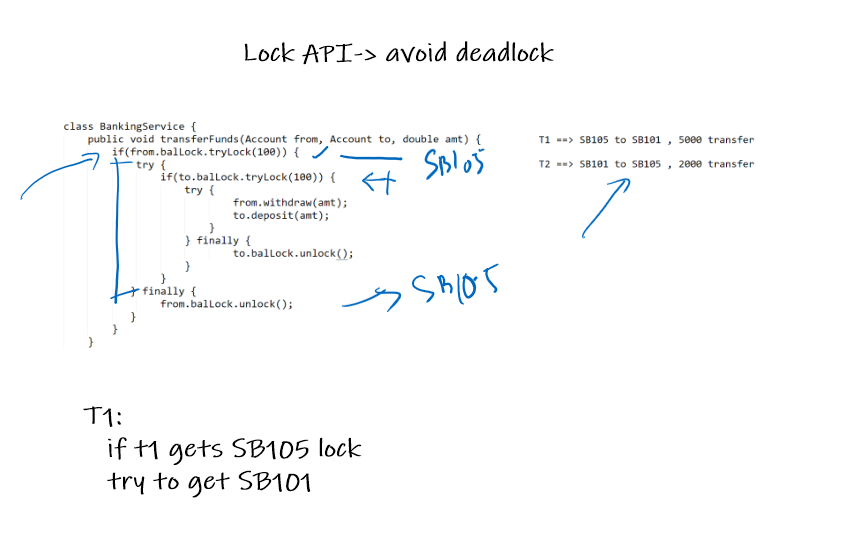 Lock API-> avoid deadlock
class BankingService {
public void transferFunds(Account from, Account to, double amt) {
T1 ==> SB105 to SB101 , 5000 transfer
if(from.balLock.tryLock(100)) {
SB105
try {
T2 ==> SB101 to SB105 , 2000 transfer
if(to.balLock.tryLock(100)) {
try {
from.withdraw(amt);
to.deposit(amt);
}
} finally {
to.balLock.unlock();
}
}
} finally {
SB105
from.balLock.unlock();
}
}
}
T1:
if t1 gets SB105 lock
try to get SB101